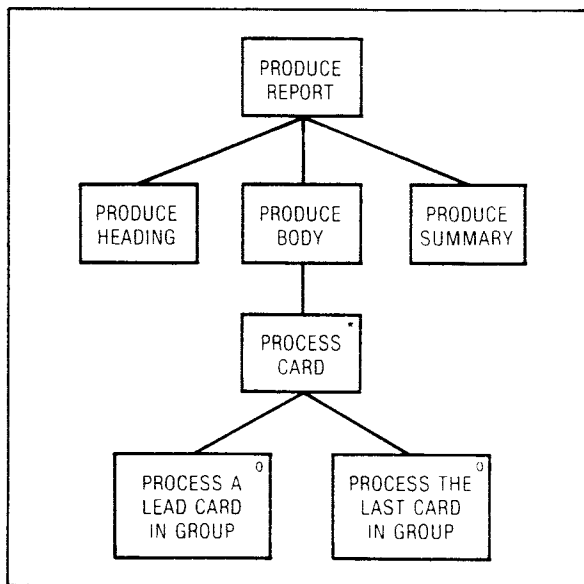 PRODUCE
REPORT
PRODUCE
HEADING
PRODUCE
BODY
PRODUCE
SUMMARY
*
PROCESS
CARD
0
PROCESS A
LEAD CARD
IN GROUP
0
PROCESS THE
LAST CARD
IN GROUP